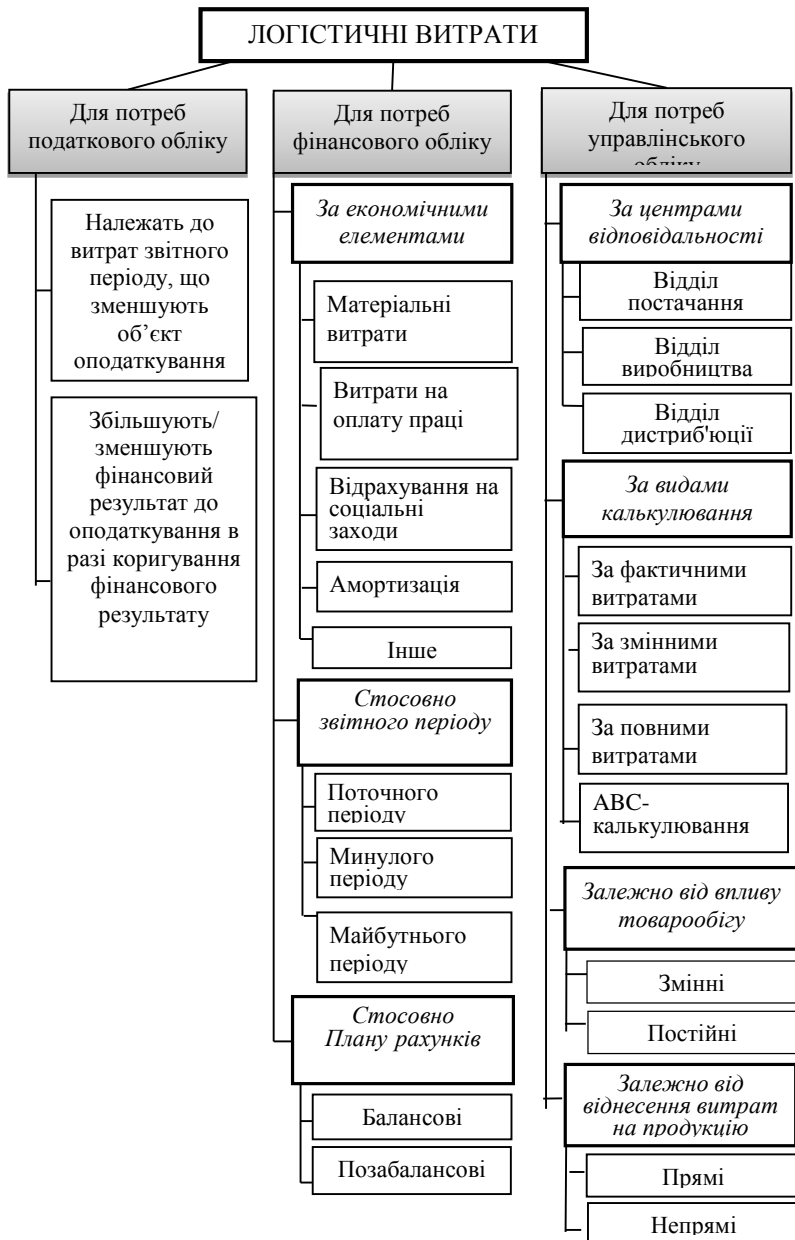 ЛОГІСТИЧНІ ВИТРАТИ
Для потреб
податкового обліку
Належать до
витрат звітного
періоду, що
зменшують
об’єкт
оподаткування
Збільшують/
зменшують
фінансовий
результат до
оподаткування в
разі коригування
фінансового
результату
Для потреб
фінансового обліку
За економічними
елементами
Матеріальні
витрати
Витрати на
оплату праці
Відрахування на
соціальні
заходи
Амортизація
Інше
Стосовно
звітного періоду
Поточного
періоду
Минулого
періоду
Майбутнього
періоду
Стосовно
Плану рахунків
Балансові
Позабалансові
Для потреб
управлінського
обліку
За центрами
відповідальності
Відділ
постачання
Відділ
виробництва
Відділ
дистриб'юції
За видами
калькулювання
За фактичними
витратами
За змінними
витратами
За повними
витратами
АВС-
калькулювання
Залежно від впливу
товарообігу
Змінні
Постійні
Залежно від
віднесення витрат
на продукцію
Прямі
Непрямі